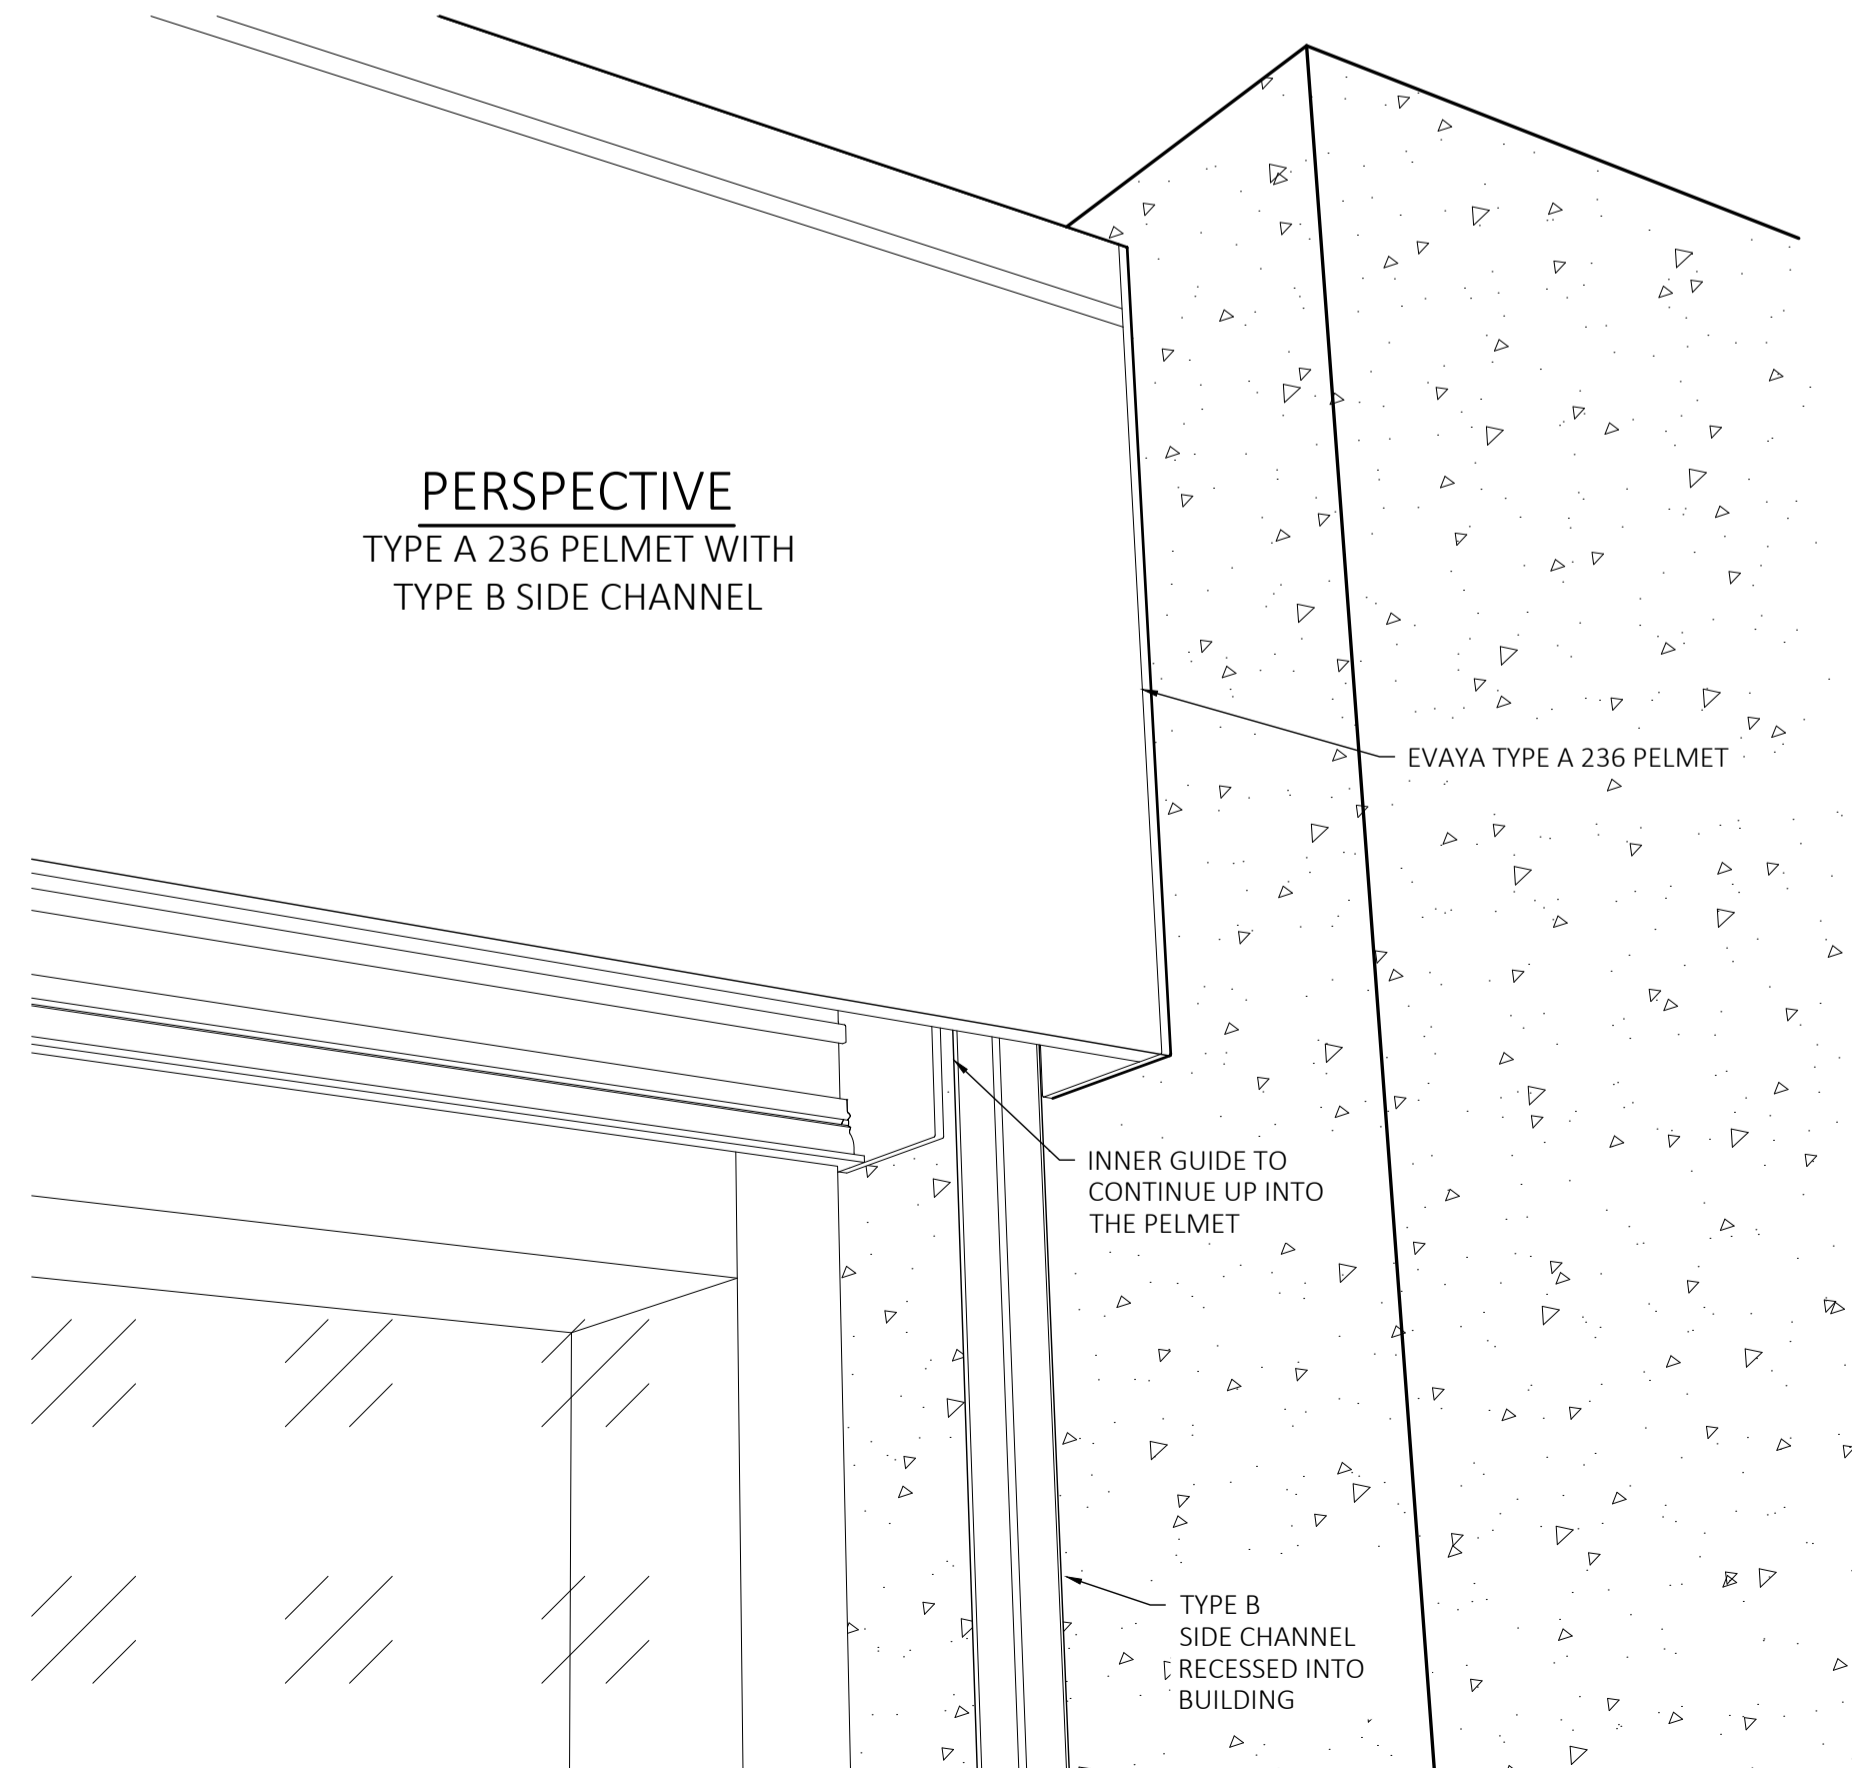 PERSPECTIVE
TYPE A 236 PELMET WITH
TYPE B SIDE CHANNEL
EVAYA TYPE A 236 PELMET
INNER GUIDE TO
CONTINUE UP INTO
THE PELMET
TYPE B
SIDE CHANNEL
RECESSED INTO
BUILDING